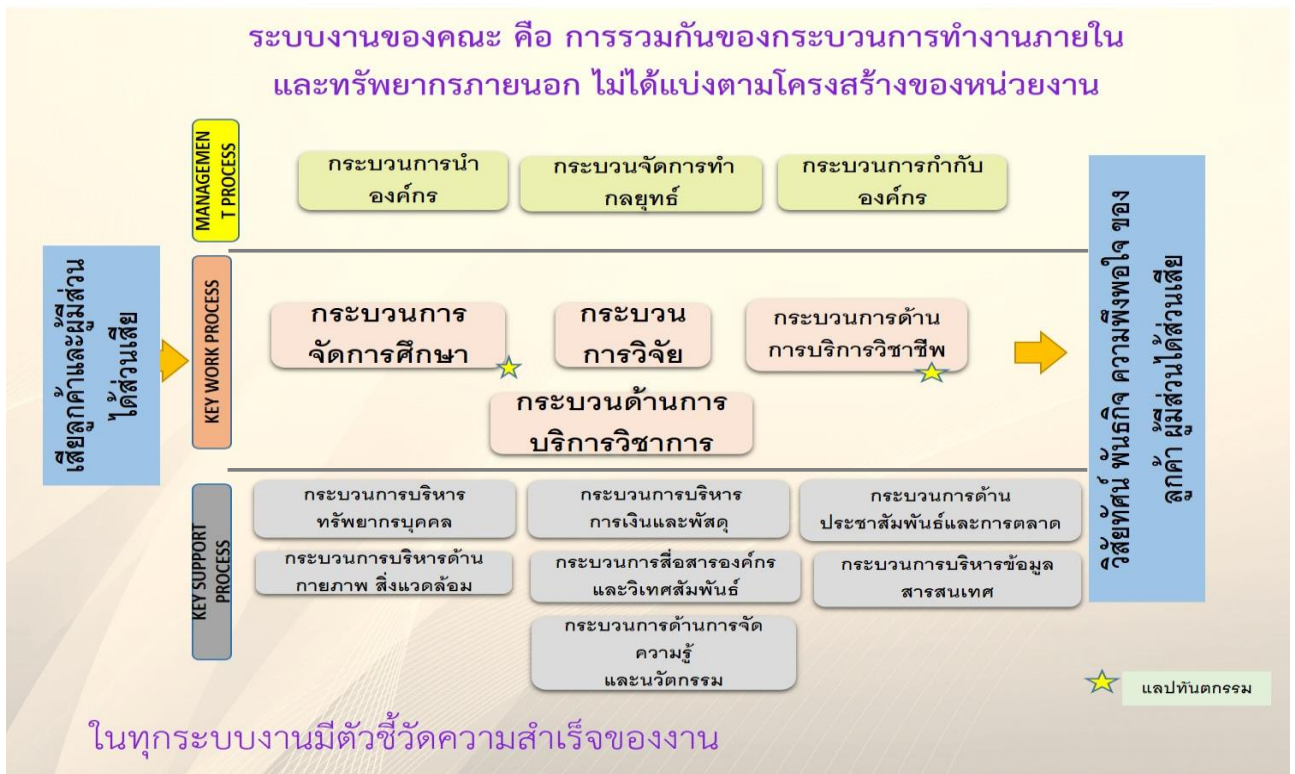 ระบบงานของคณะ คือ การรวมกันของกระบวนการทำงานภายใน
และทรัพยากรภายนอก ไม่ได้แบ่งตามโครงสร้างของหน่วยงาน
MANAGEMEN
T PROCESS
กระบวนการนำ
องค์กร
กระบวนจัดการทำ
กลยุทธ์
กระบวนการกำกับ
องค์กร
เสียลูกค้าและผู้มีส่วน
ได้ส่วนเสีย
KEY WORK PROCESS
กระบวนการ
จัดการศึกษา
กระบวน
การวิจัย
กระบวนการด้าน
การบริการวิชาชีพ
กระบวนด้านการ
บริการวิชาการ
วิสัยทัศน์ พันธกิจ ความพึงพอใจ ของ
ลูกค้า ผู้มีส่วนได้ส่วนเสีย
KEY SUPPORT
PROCESS
กระบวนการบริหาร
ทรัพยากรบุคคล
กระบวนการบริหาร
การเงินและพัสดุ
กระบวนการด้าน
ประชาสัมพันธ์และการตลาด
กระบวนการบริหารด้าน
กายภาพ สิ่งแวดล้อม
กระบวนการสื่อสารองค์กร
และวิเทศสัมพันธ์
กระบวนการบริหารข้อมูล
สารสนเทศ
กระบวนการด้านการจัด
ความรู้
และนวัตกรรม
แลปทันตกรรม
ในทุกระบบงานมีตัวชี้วัดความสำเร็จของงาน